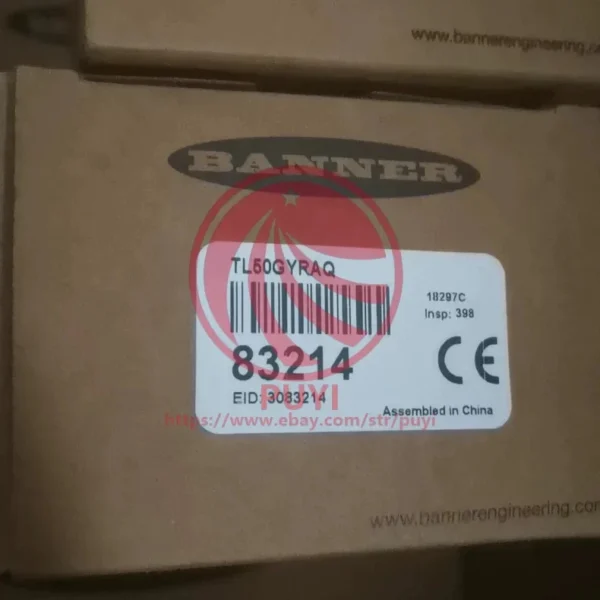 www.bannerengineering.co
BANNER
TL50GYRAQ
18297C
Insp: 398
83214
EID: 3083214
PUYI
https://www.ebay.com/str/puyi
CE
Assembled in China
www.bannerengineering.com